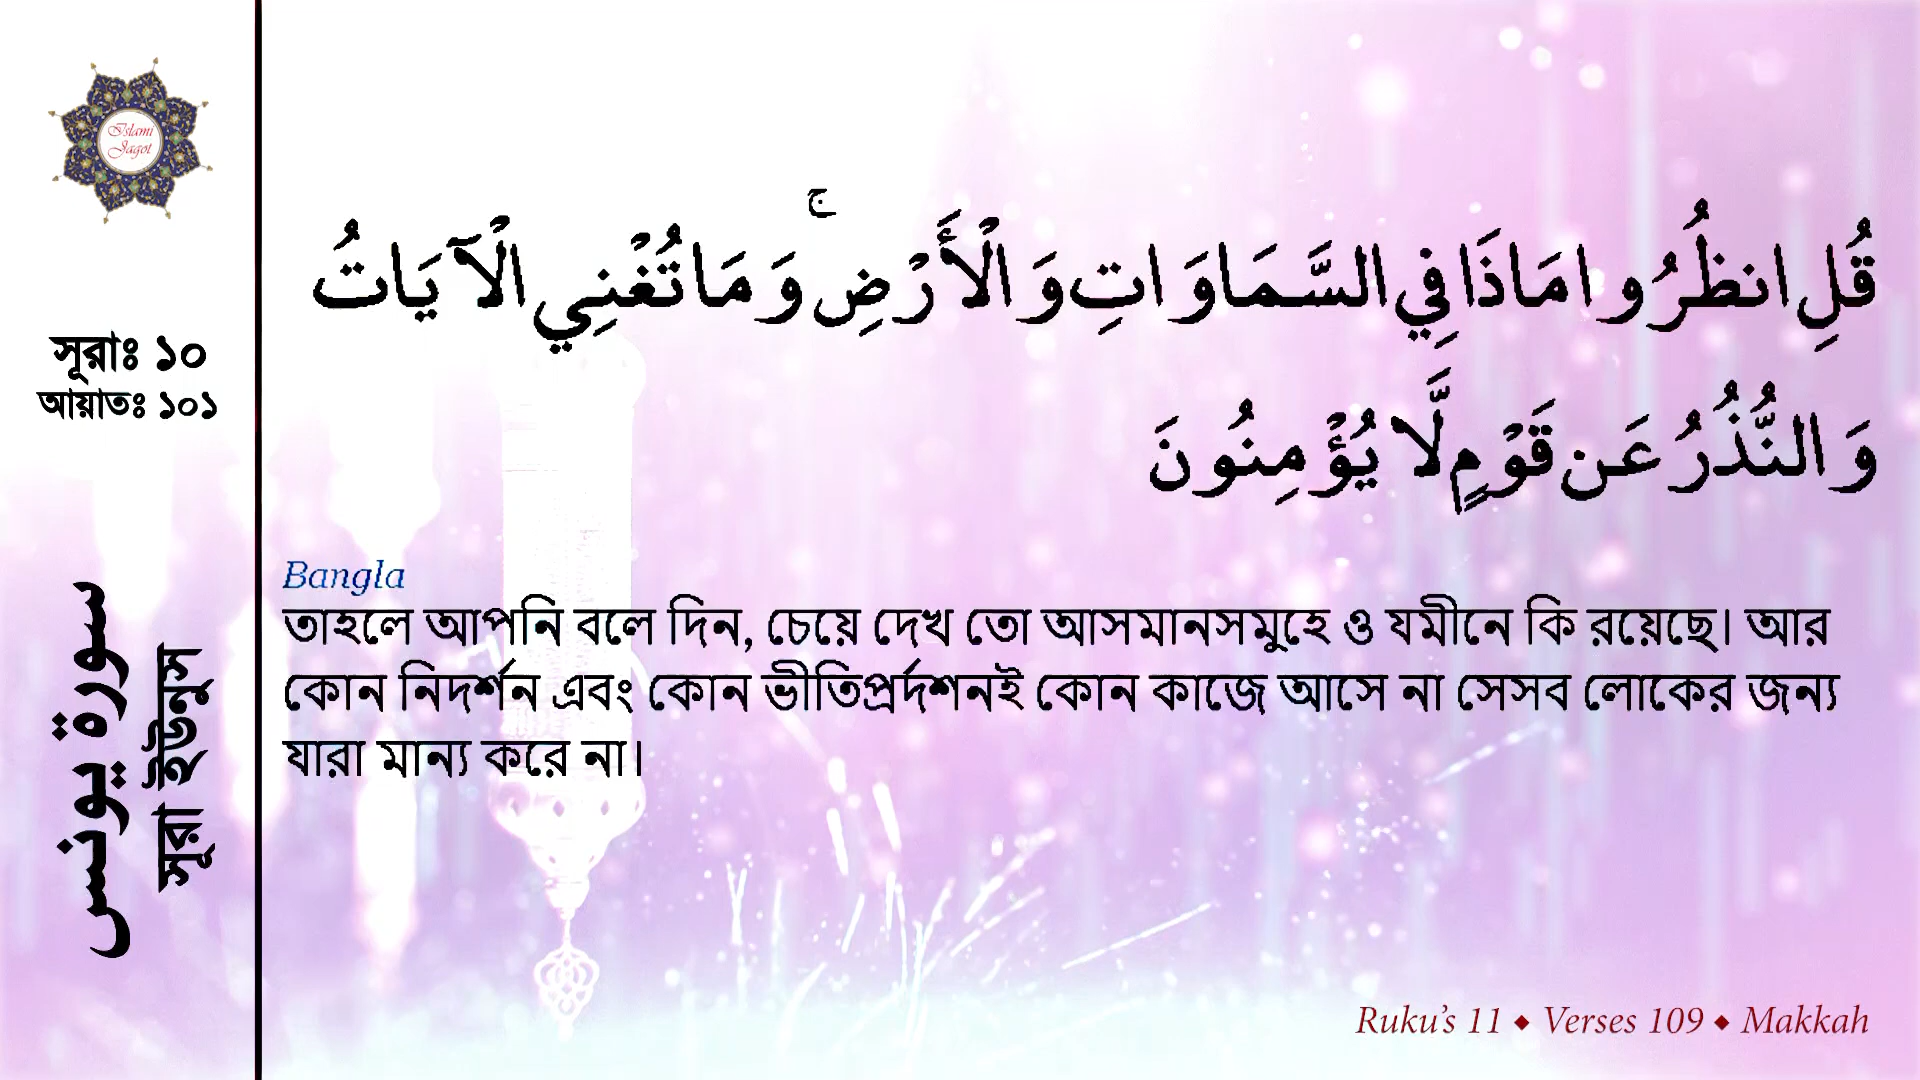 Islami
Jagot
সূরাঃ ১০
আয়াতঃ ১০১
سورة يونس
সূরা ইউনুস
قُلِ انظُرُوا مَاذَا فِي السَّمَاوَاتِ وَالْأَرْضِ ۚ وَمَا تُغْنِي الْآيَاتُ
وَالنُّذُرُ عَن قَوْمٍ لَّا يُؤْمِنُونَ
Bangla
তাহলে আপনি বলে দিন, চেয়ে দেখ তো আসমানসমুহে ও যমীনে কি রয়েছে। আর
কোন নিদর্শন এবং কোন ভীতিপ্রর্দশনই কোন কাজে আসে না সেসব লোকের জন্য
যারা মান্য করে না।
Ruku's 11 ◆ Verses 109 ◆ Makkah